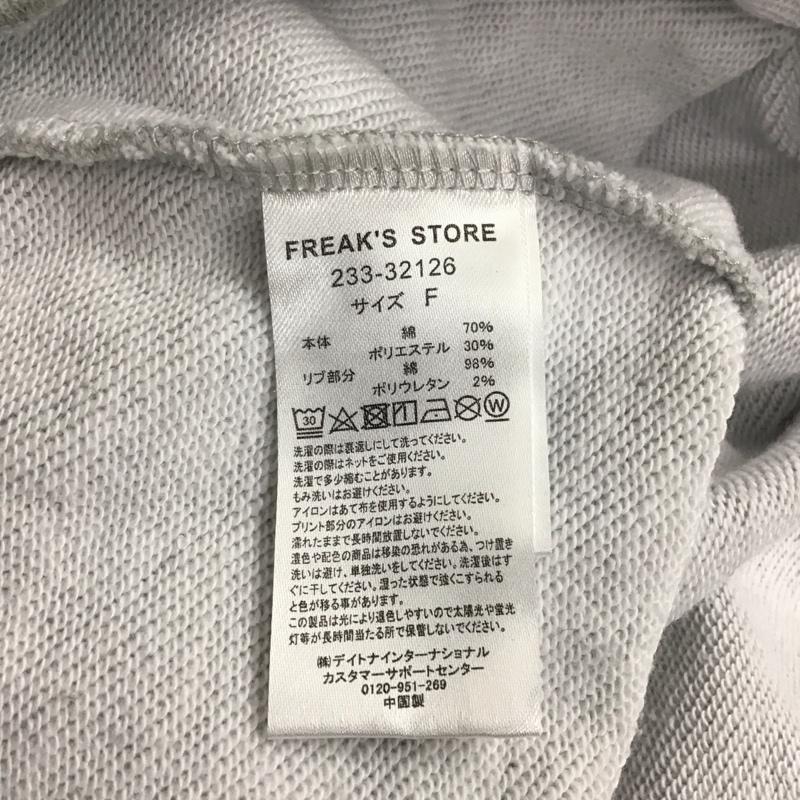 FREAK'S STORE
233-32126
サイズ F
本体 綿 70%
ポリエステル 30%
リブ部分 綿 98%
ポリウレタン 2%
30 W
洗濯の際は裏返しにして洗ってください。
洗濯の際はネットをご使用ください。
洗濯で多少縮むことがあります。
もみ洗いはお避けください。
アイロンはあて布を使用するようにしてください。
プリント部分のアイロンはお避けください。
濡れたままで長時間放置しないでください。
濃色や配色の商品は移染の恐れがある為、つけ置き
洗いは避け、単独洗いをしてください。洗濯後はす
ぐに干してください。湿った状態で強くこすられる
と色が移る事があります。
この製品は光により退色しやすいので太陽光や蛍光
灯等が長時間当たる所で保管しないでください。
㈱デイトナインターナショナル
カスタマーサポートセンター
0120-951-269
中国製